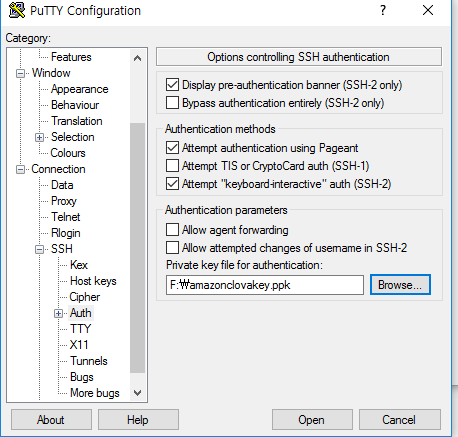 PuTTY Configuration
?
Category:
Features
Window
Appearance
Behaviour
Translation
Selection
Colours
Connection
Data
Proxy
Telnet
Rlogin
SSH
Kex
Host keys
Cipher
Auth
TTY
X11
Tunnels
Bugs
More bugs
Options controlling SSH authentication
Display pre-authentication banner (SSH-2 only)
Bypass authentication entirely (SSH-2 only)
Authentication methods
Attempt authentication using Pageant
Attempt TIS or CryptoCard auth (SSH-1)
Attempt "keyboard-interactive" auth (SSH-2)
Authentication parameters
Allow agent forwarding
Allow attempted changes of username in SSH-2
Private key file for authentication:
F:₩amazonclovakey.ppk
Browse...
About
Help
Open
Cancel